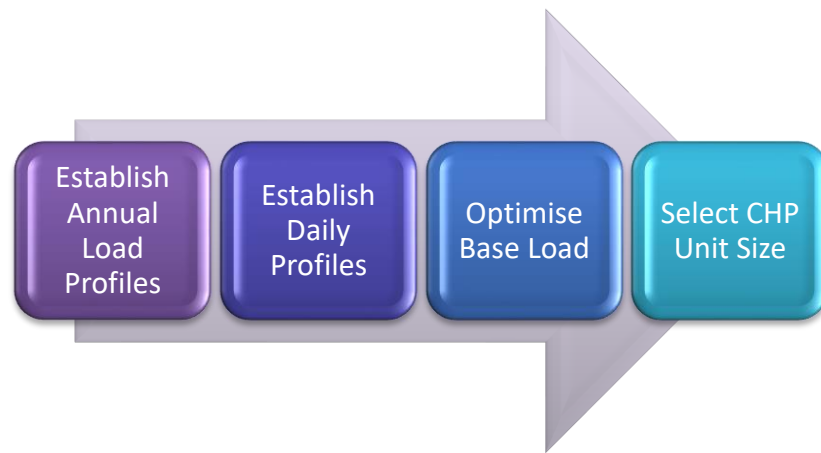 Establish
Annual
Load
Profiles
Establish
Daily
Profiles
Optimise
Base Load
Select CHP
Unit Size